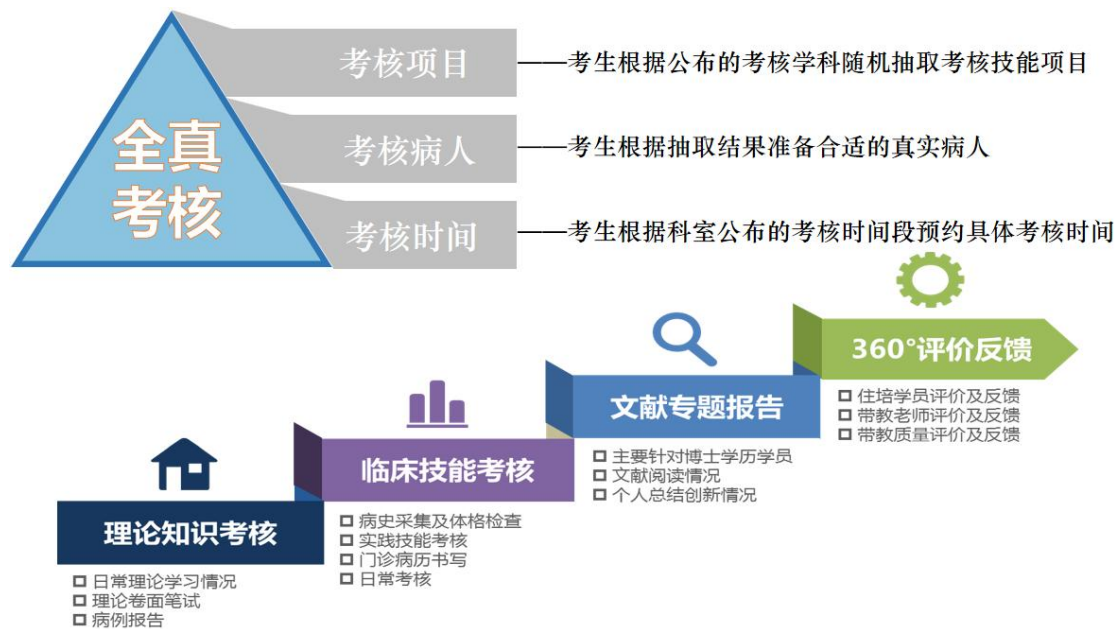 全真
考核
考核项目
——考生根据公布的考核学科随机抽取考核技能项目
考核病人
——考生根据抽取结果准备合适的真实病人
考核时间
——考生根据科室公布的考核时间段预约具体考核时间
理论知识考核
日常理论学习情况
理论卷面笔试
病例报告
临床技能考核
病史采集及体格检查
实践技能考核
门诊病历书写
日常考核
文献专题报告
主要针对博士学历学员
文献阅读情况
个人总结创新情况
360°评价反馈
住培学员评价及反馈
带教老师评价及反馈
带教质量评价及反馈